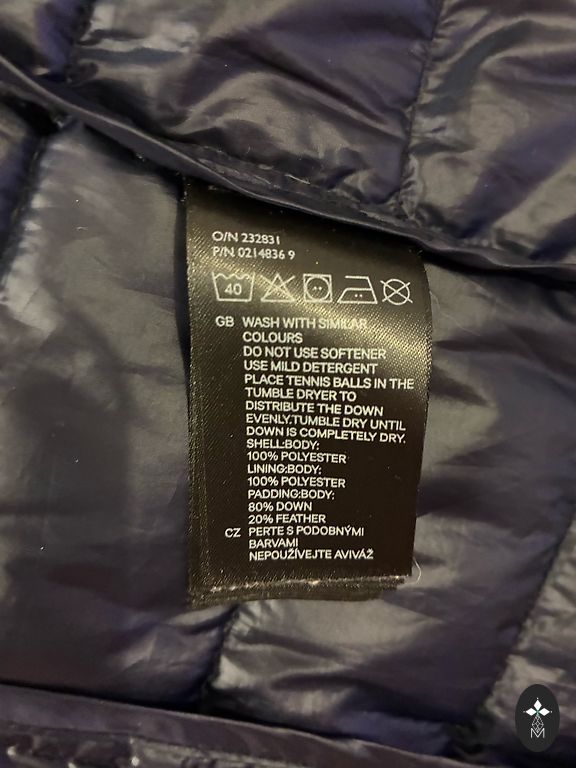 O/N 232831
P/N 0214836 9
40
GB WASH WITH SIMILAR
COLOURS
DO NOT USE SOFTENER
USE MILD DETERGENT
PLACE TENNIS BALLS IN THE
TUMBLE DRYER TO
DISTRIBUTE THE DOWN
EVENLY.TUMBLE DRY UNTIL
DOWN IS COMPLETELY DRY.
SHELL:BODY:
100% POLYESTER
LINING:BODY:
100% POLYESTER
PADDING:BODY:
80% DOWN
20% FEATHER
CZ PERTE S PODOBNÝMI
BARVAMI
NEPOUŽÍVEJTE AVIVÁŽ
M